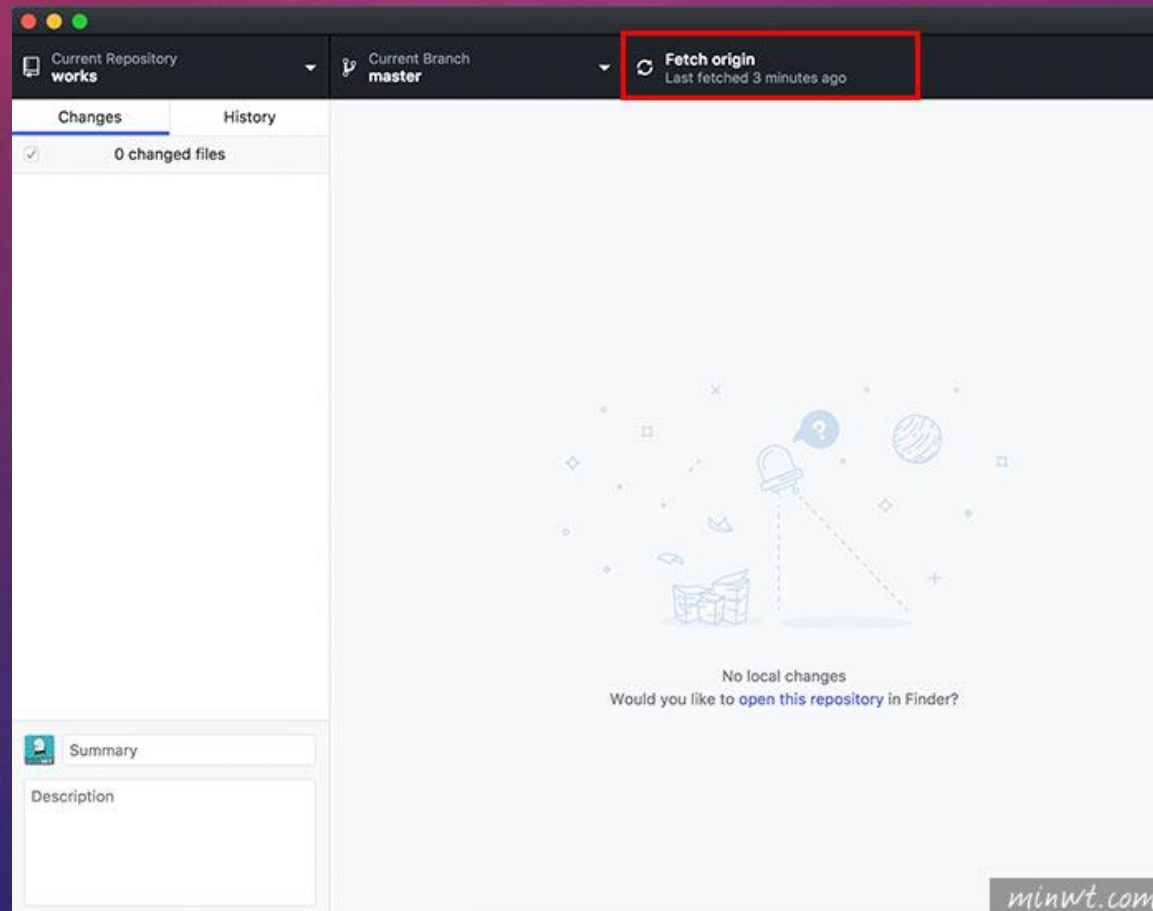 Current Repository
works
Current Branch
master
Fetch origin
Last fetched 3 minutes ago
Changes
History
0 changed files
?
No local changes
Would you like to open this repository in Finder?
Summary
Description
minwt.com